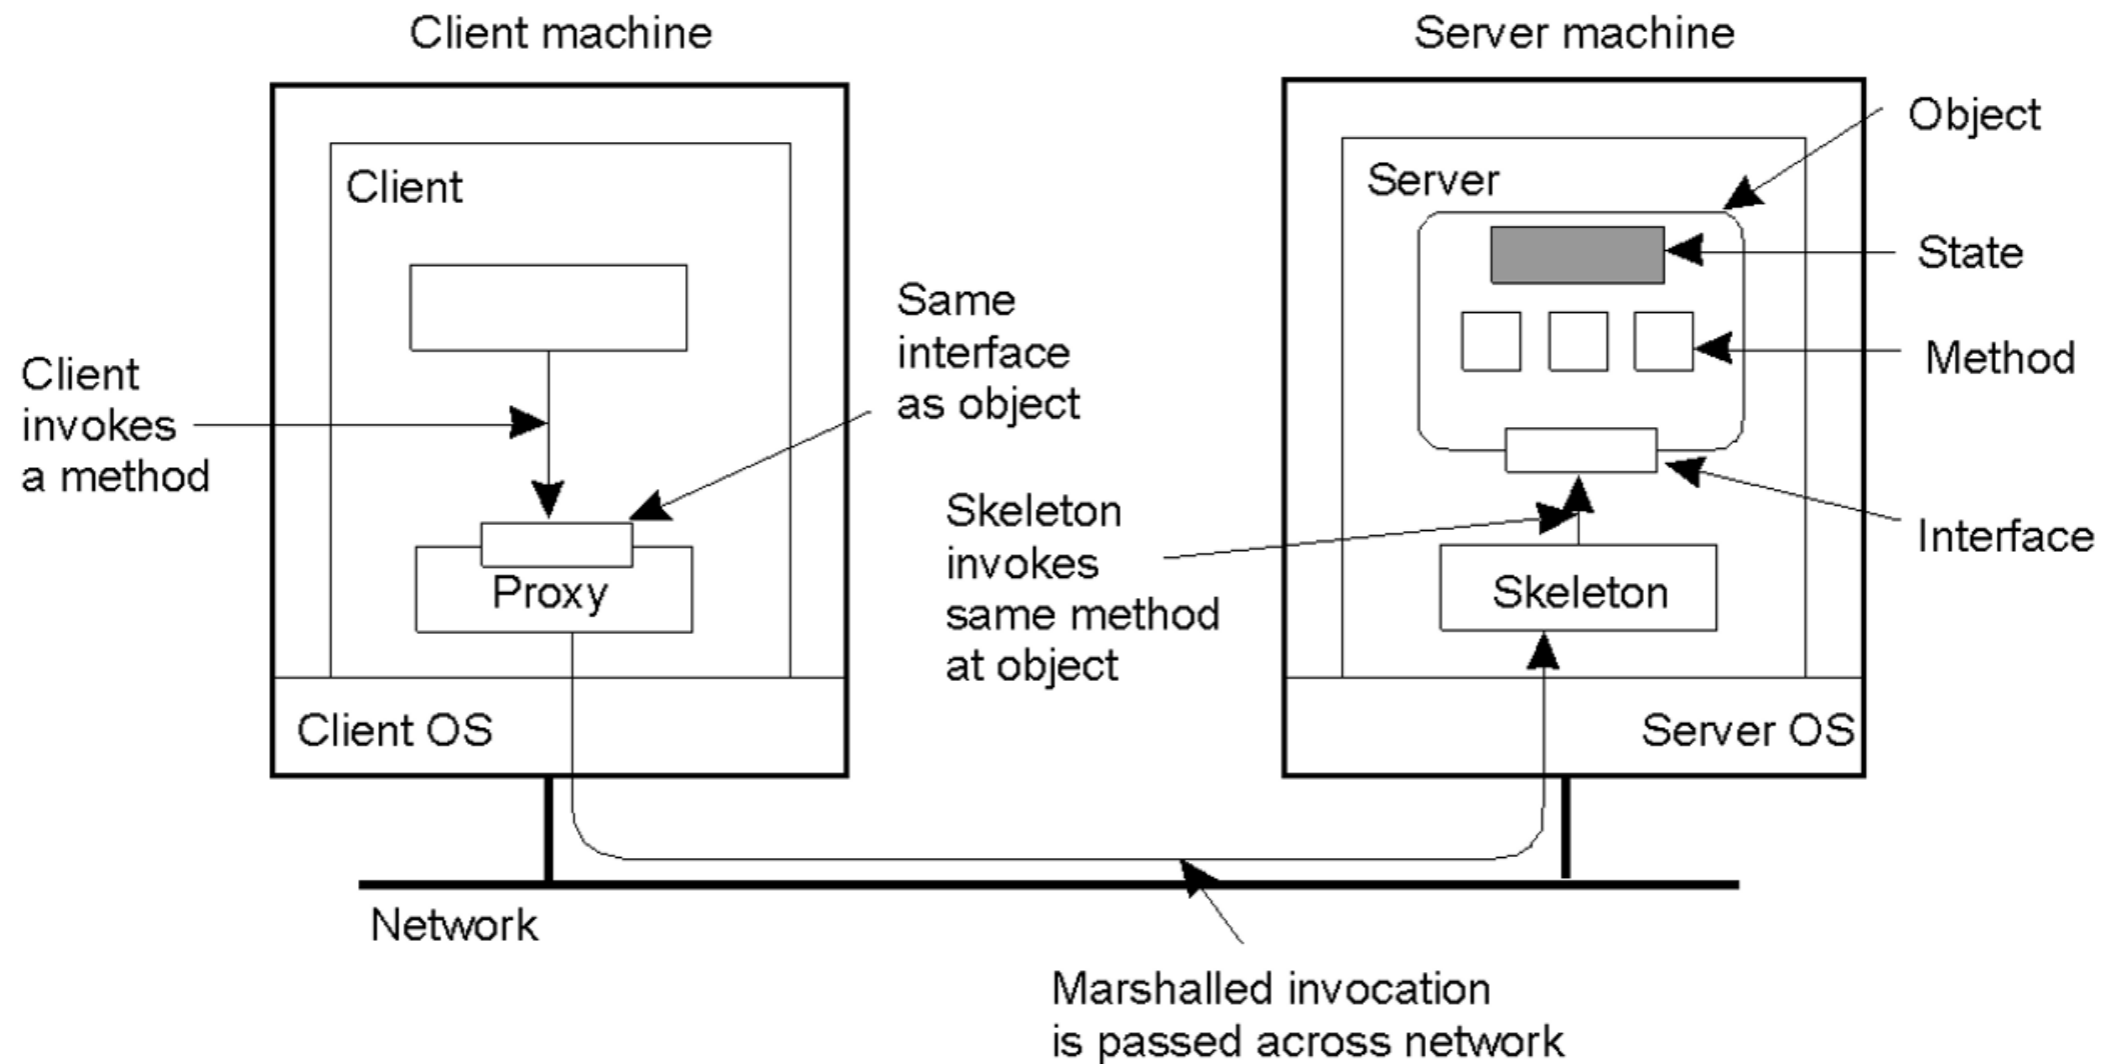 Client machine
Server machine
Object
Client
Server
State
Same
interface
as object
Method
Client
invokes
a method
Skeleton
invokes
same method
at object
Interface
Proxy
Skeleton
Client OS
Server OS
Network
Marshalled invocation
is passed across network